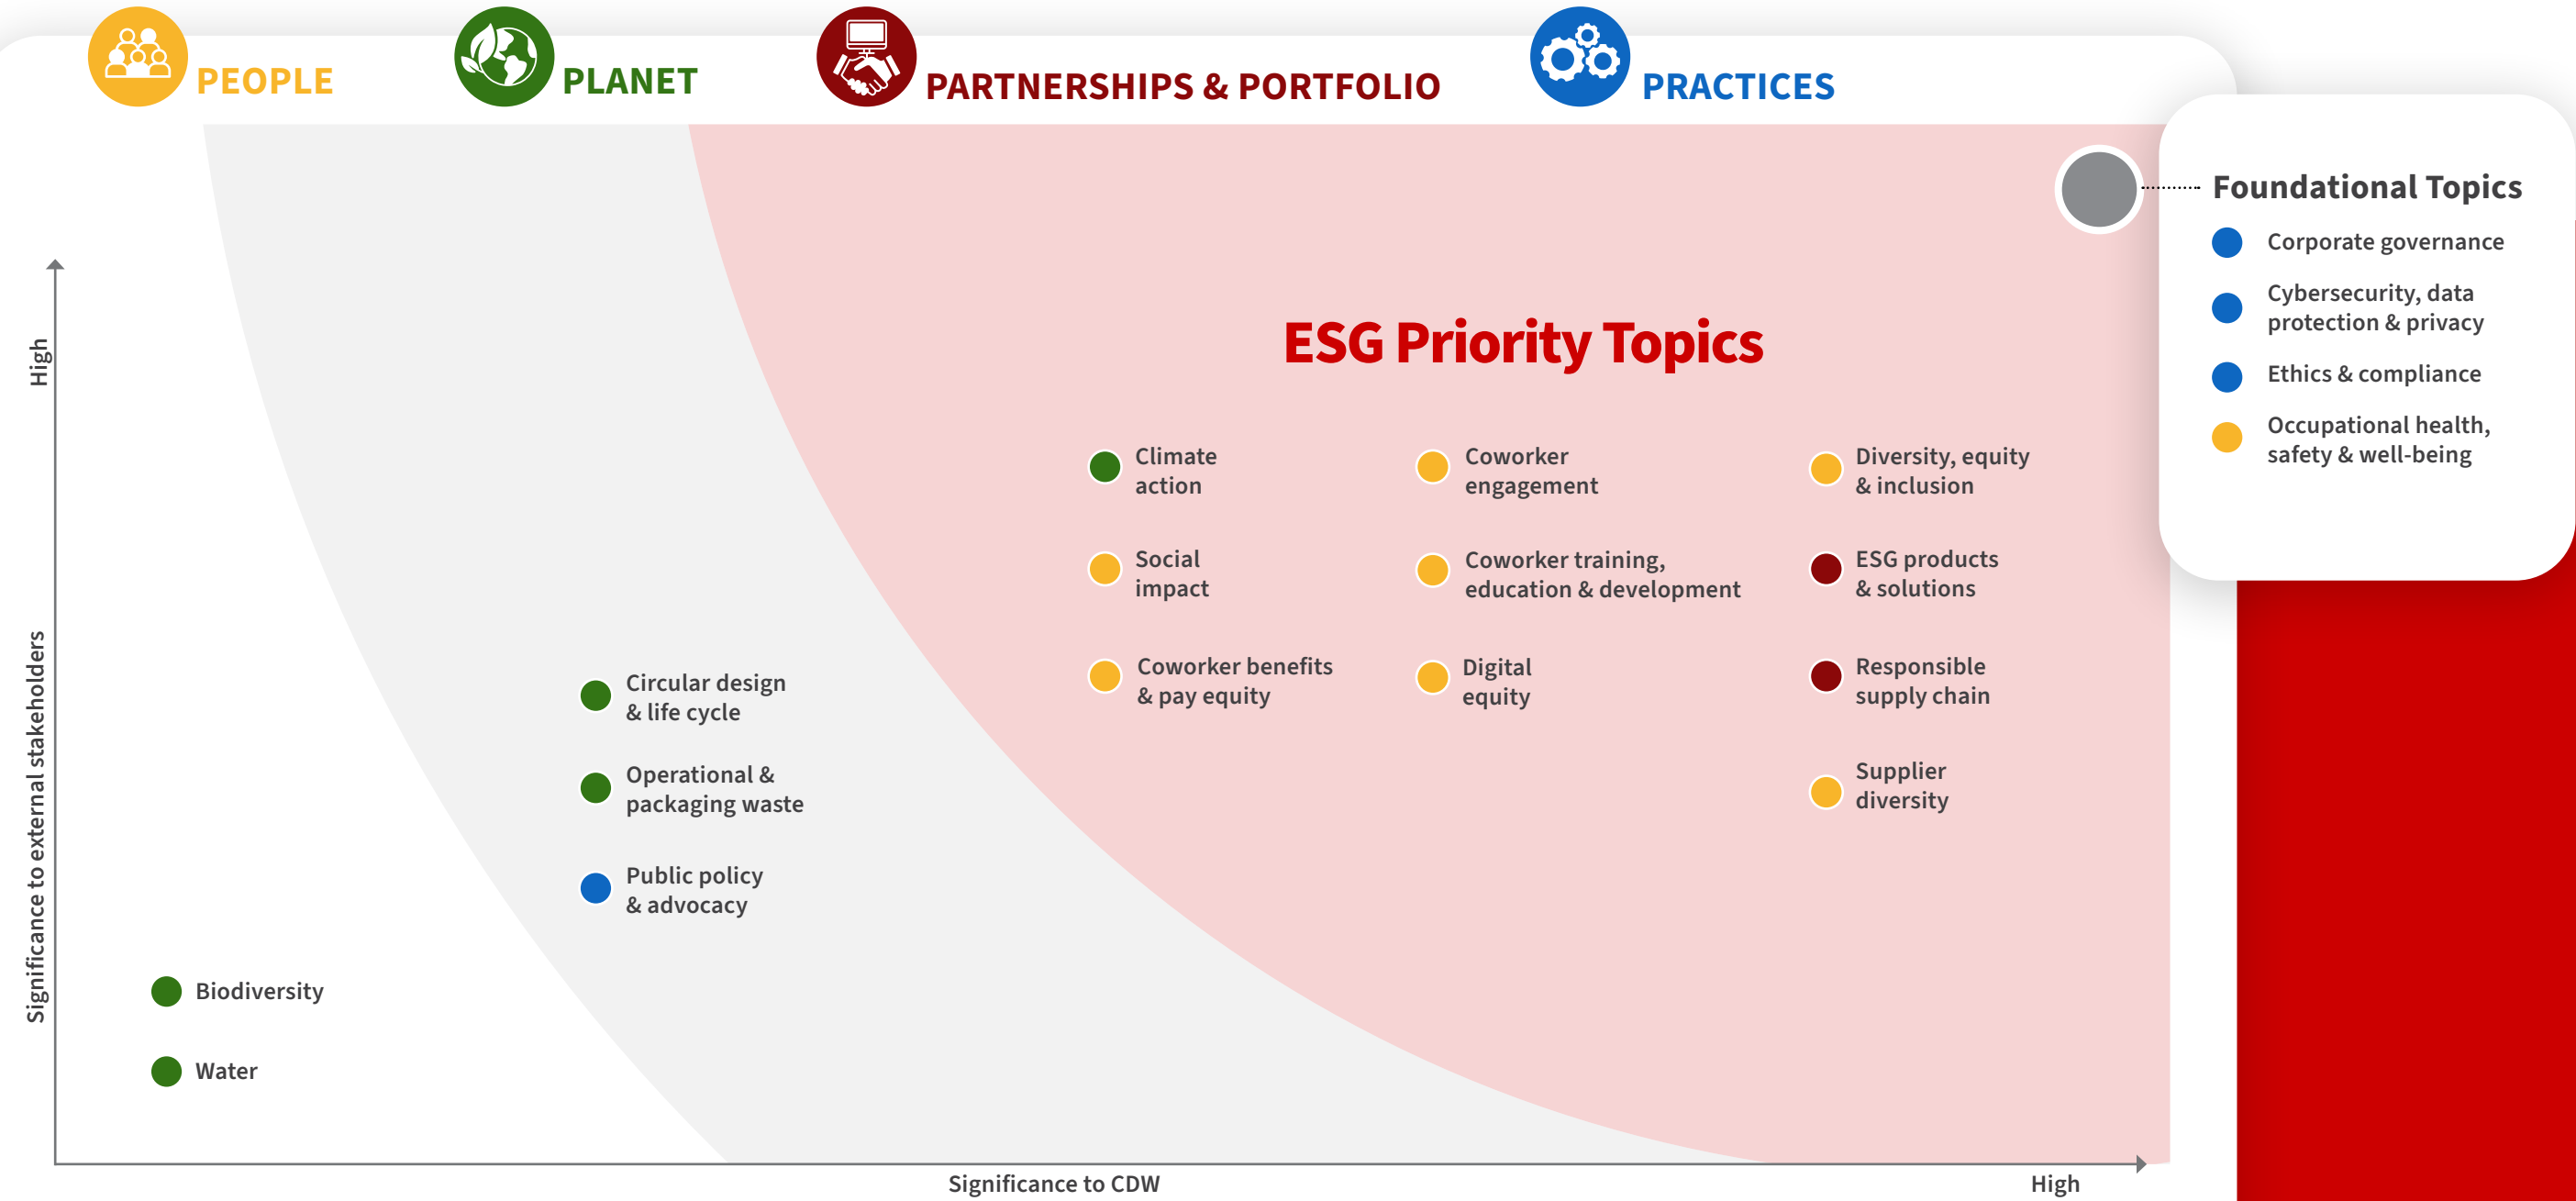 PEOPLE
PLANET
PARTNERSHIPS & PORTFOLIO
PRACTICES
Foundational Topics
Corporate governance
Cybersecurity, data
protection & privacy
Ethics & compliance
Occupational health,
safety & well-being
ESG Priority Topics
Climate
action
Coworker
engagement
Diversity, equity
& inclusion
Social
impact
Coworker training,
education & development
ESG products
& solutions
Coworker benefits
& pay equity
Digital
equity
Responsible
supply chain
Supplier
diversity
Circular design
& life cycle
Operational &
packaging waste
Public policy
& advocacy
Biodiversity
Water
High
Significance to external stakeholders
Significance to CDW
High